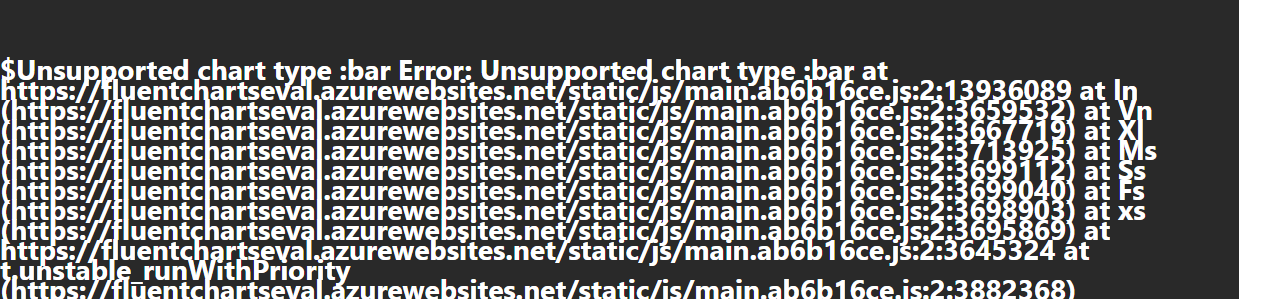 $Unsupported chart type :bar Error: Unsupported chart type :bar at
https://fluentchartseval.azurewebsites.net/static/js/main.ab6b16ce.js:2:13936089 at ln
(https://fluentchartseval.azurewebsites.net/static/js/main.ab6b16ce.js:2:3659532) at Vn
(https://fluentchartseval.azurewebsites.net/static/js/main.ab6b16ce.js:2:3667719) at Xl
(https://fluentchartseval.azurewebsites.net/static/js/main.ab6b16ce.js:2:3713925) at Ms
(https://fluentchartseval.azurewebsites.net/static/js/main.ab6b16ce.js:2:3699112) at Ss
(https://fluentchartseval.azurewebsites.net/static/js/main.ab6b16ce.js:2:3699040) at Fs
(https://fluentchartseval.azurewebsites.net/static/js/main.ab6b16ce.js:2:3698903) at xs
(https://fluentchartseval.azurewebsites.net/static/js/main.ab6b16ce.js:2:3695869) at
https://fluentchartseval.azurewebsites.net/static/js/main.ab6b16ce.js:2:3645324 at
t.unstable_runWithPriority
(https://fluentchartseval.azurewebsites.net/static/js/main.ab6b16ce.js:2:3882368)